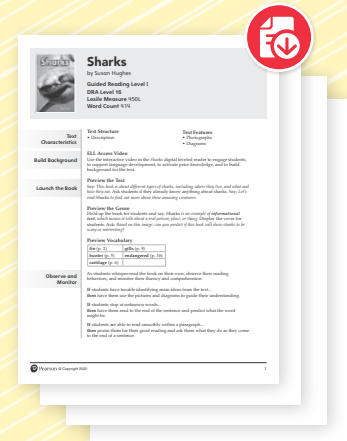 Sharks
Sharks
by Susan Hughes
Guided Reading Level I
DRA Level 16
Lexile Measure 450L
Word Count 414
Text
Characteristics
Text Structure
• Description
Text Features
• Photographs
• Diagrams
Build Background
ELL Access Video
Use the interactive video in the Sharks digital leveled reader to engage students,
to support language development, to activate prior knowledge, and to build
background for the text.
Launch the Book
Preview the Text
Say: This book is about different types of sharks, including where they live, and what and
how they eat. Ask students if they already know anything about sharks. Say: Let's
read Sharks to find out more about these amazing creatures.
Preview the Genre
Hold up the book for students and say: Sharks is an example of informational
text, which means it tells about a real person, place, or thing. Display the cover for
students. Ask: Based on this image, can you predict if this book will show sharks to be
scary or interesting?
Preview Vocabulary
fin (p. 2)
gills (p. 9)
hunter (p. 5)
endangered (p. 16)
cartilage (p. 6)
Observe and
Monitor
As students whisper-read the book on their own, observe their reading
behaviors, and monitor their fluency and comprehension.
If students have trouble identifying main ideas from the text...
then have them use the pictures and diagrams to guide their understanding.
If students stop at unknown words...
then have them read to the end of the sentence and predict what the word
might be.
If students are able to read smoothly within a paragraph...
then praise them for their good reading and ask them what they do as they come
to the end of a sentence.
Pearson © Copyright 2020
1